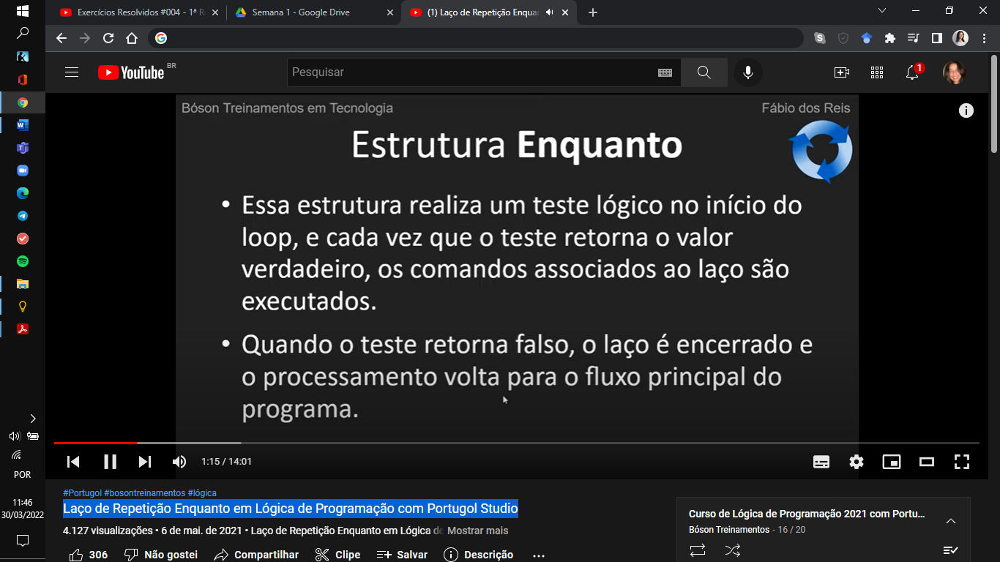 Exercícios Resolvidos #004 - 1ª R
Semana 1 - Google Drive
(1) Laço de Repetição Enquan
YouTube BR
Pesquisar
1
Bóson Treinamentos em Tecnologia
Fábio dos Reis
Estrutura Enquanto
• Essa estrutura realiza um teste lógico no início do
loop, e cada vez que o teste retorna o valor
verdadeiro, os comandos associados ao laço são
executados.
• Quando o teste retorna falso, o laço é encerrado e
o processamento volta para o fluxo principal do
programa.
1:15 / 14:01
#Portugol #bosontreinamentos #lógica
Laço de Repetição Enquanto em Lógica de Programação com Portugol Studio
4.127 visualizações • 6 de mai. de 2021 • Laço de Repetição Enquanto em Lógica de Mostrar mais
306 Não gostei Compartilhar Clipe Salvar Descrição ...
Curso de Lógica de Programação 2021 com Portu...
Bóson Treinamentos - 16 / 20
POR
11:46
30/03/2022